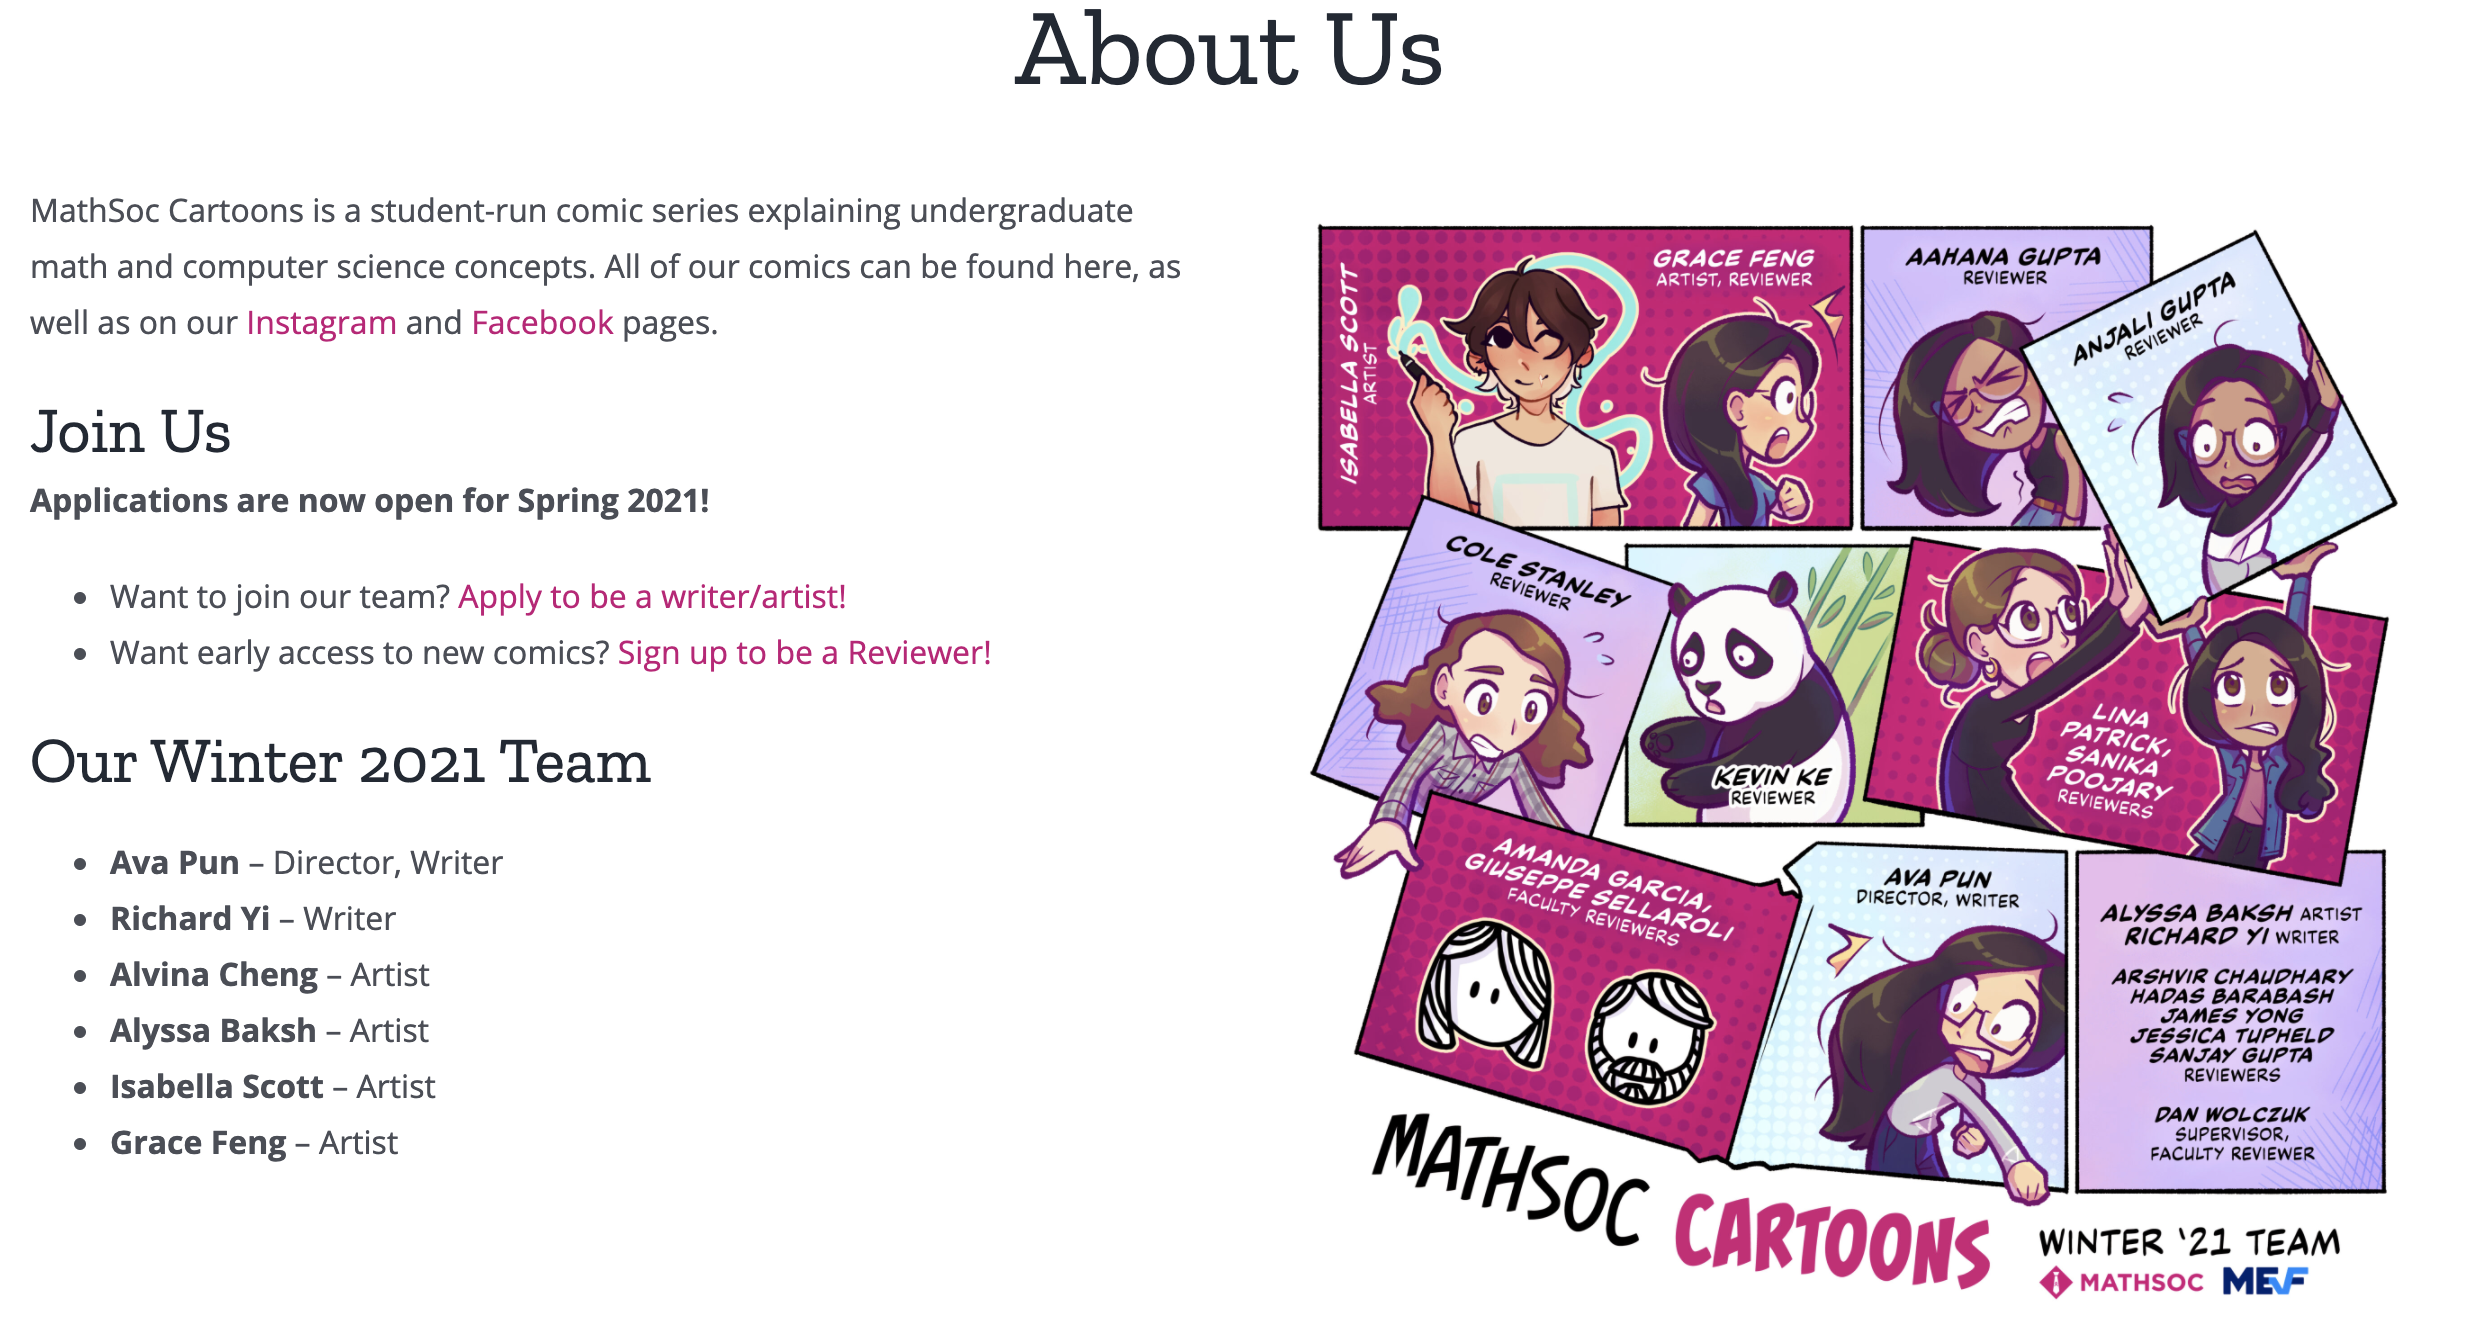 About Us
MathSoc Cartoons is a student-run comic series explaining undergraduate
math and computer science concepts. All of our comics can be found here, as
well as on our Instagram and Facebook pages.
Join Us
Applications are now open for Spring 2021!
• Want to join our team? Apply to be a writer/artist!
• Want early access to new comics? Sign up to be a Reviewer!
Our Winter 2021 Team
• Ava Pun – Director, Writer
• Richard Yi – Writer
• Alvina Cheng – Artist
• Alyssa Baksh – Artist
• Isabella Scott – Artist
• Grace Feng – Artist
ISABELLA SCOTT
ARTIST
GRACE FENG
ARTIST, REVIEWER
AAHANA GUPTA
REVIEWER
ANJALI GUPTA
REVIEWER
COLE STANLEY
REVIEWER
KEVIN KE
REVIEWER
LINA
PATRICK,
SANIKA
POOJARY
REVIEWERS
AMANDA GARCIA,
GIUSEPPE SELLAROLI
FACULTY REVIEWERS
AVA PUN
DIRECTOR, WRITER
ALYSSA BAKSH ARTIST
RICHARD YI WRITER
ARSHVIR CHAUDHARY
HADAS BARABASH
JAMES YONG
JESSICA TUPHELD
SANJAY GUPTA
REVIEWERS
DAN WOLCZUK
SUPERVISOR,
FACULTY REVIEWER
MATHSOC CARTOONS
WINTER '21 TEAM
MATHSOC MEF